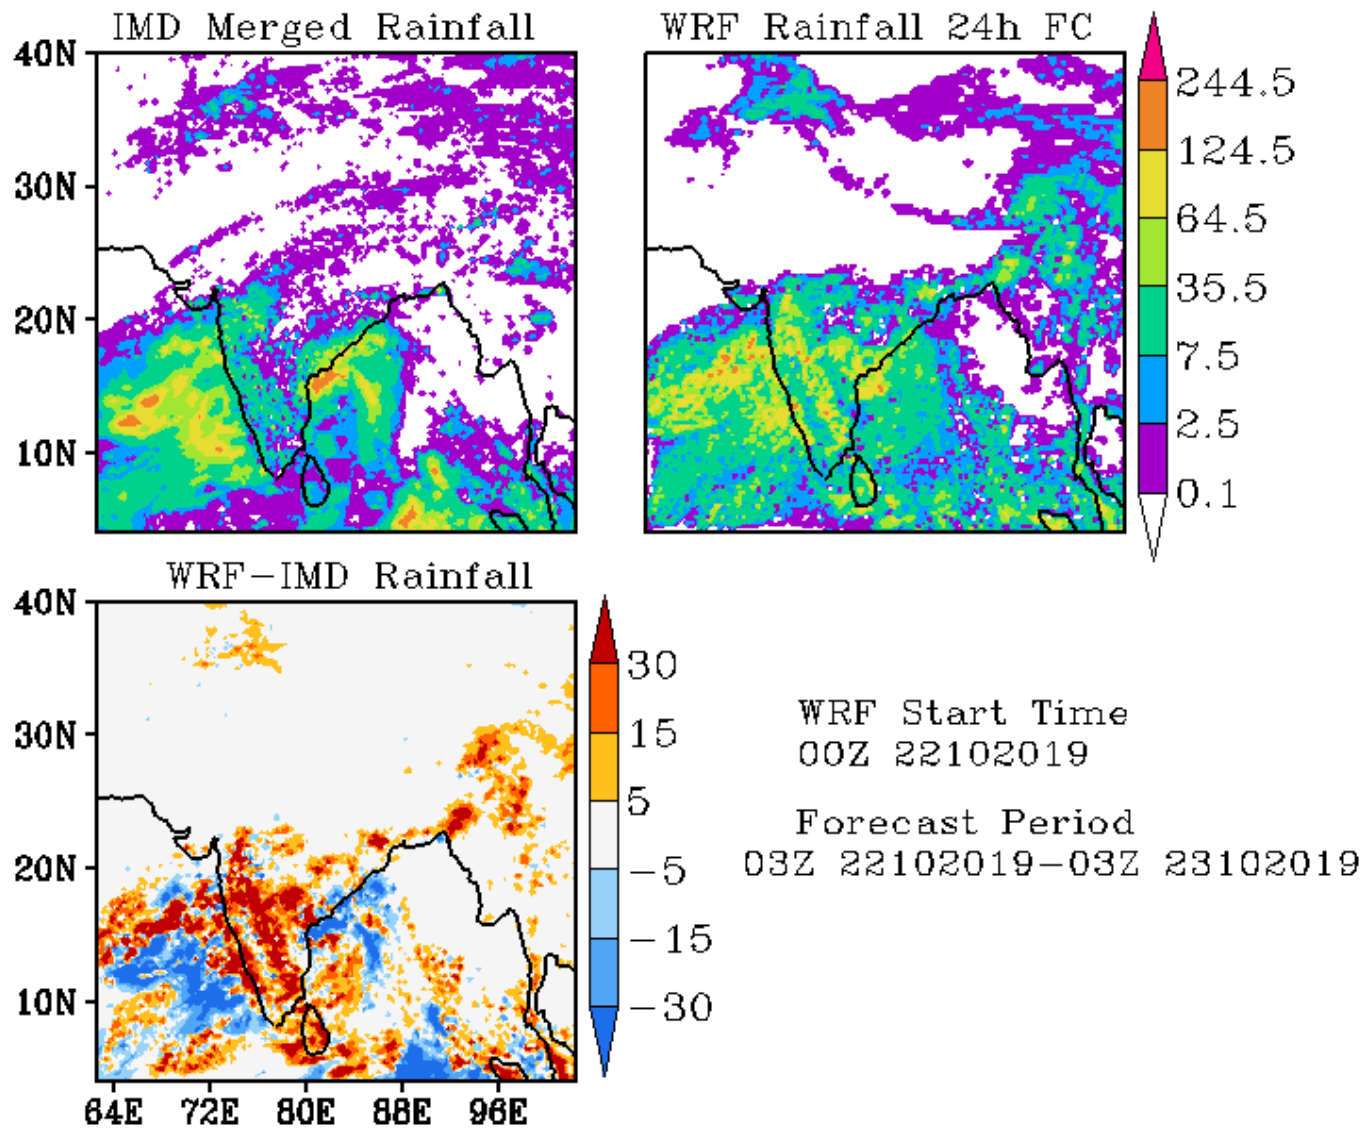 IMD Merged Rainfall
WRF Rainfall 24h FC
40N
30N
20N
10N
244.5
124.5
64.5
35.5
7.5
2.5
0.1
WRF-IMD Rainfall
40N
30N
20N
10N
64E 72E 80E 88E 96E
30
15
5
-5
-15
-30
WRF Start Time
00Z 22102019
Forecast Period
03Z 22102019-03Z 23102019